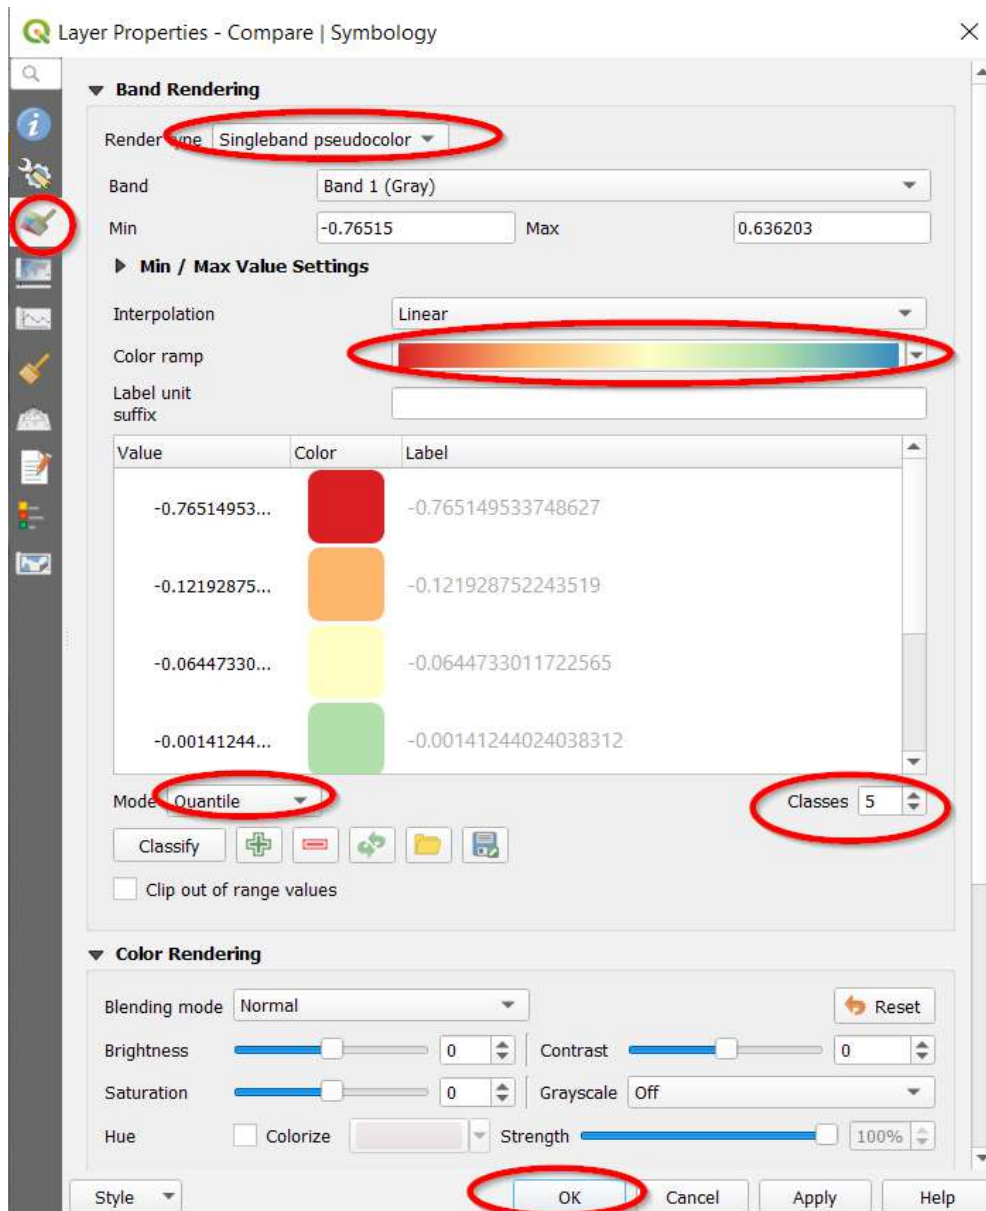 Layer Properties - Compare | Symbology
Band Rendering
Render type Singleband pseudocolor
Band Band 1 (Gray)
Min -0.76515 Max 0.636203
Min / Max Value Settings
Interpolation Linear
Color ramp
Label unit
suffix
Value Color Label
-0.76514953... -0.765149533748627
-0.12192875... -0.121928752243519
-0.06447330... -0.0644733011722565
-0.00141244... -0.00141244024038312
Mode Quantile Classes 5
Classify
Clip out of range values
Color Rendering
Blending mode Normal Reset
Brightness 0 Contrast 0
Saturation 0 Grayscale Off
Hue Colorize Strength 100%
Style OK Cancel Apply Help